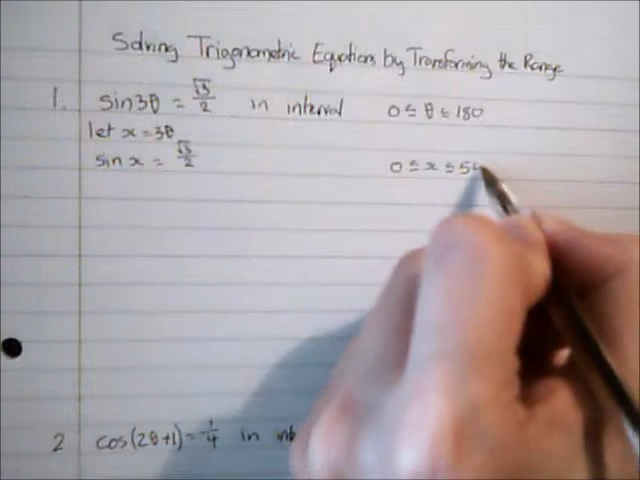 Solving Trigonometric Equations by Transforming the Range
1. sin3θ = √3/2 in interval 0 ≤ θ ≤ 180
let x = 3θ
sin x = √3/2 0 ≤ x ≤ 54
2 cos(2θ+1) = 1/4 in